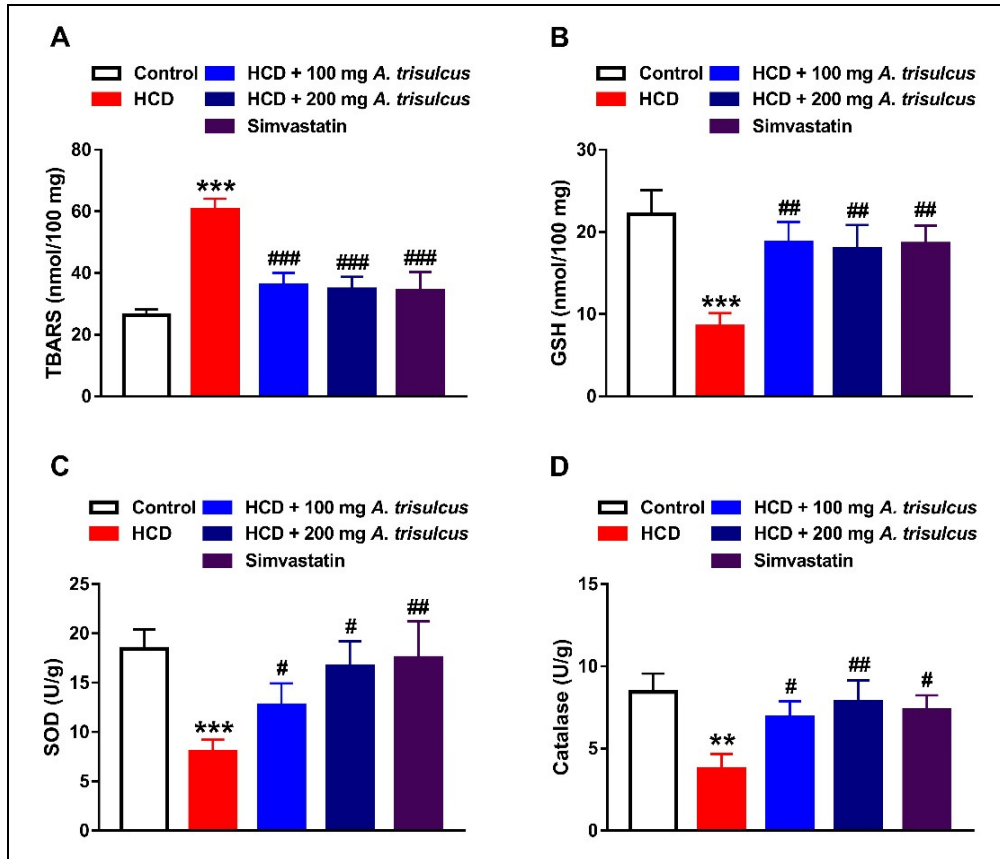 A
Control HCD + 100 mg A. trisulcus
HCD HCD + 200 mg A. trisulcus
Simvastatin
TBARS (nmol/100 mg)
80
60
40
20
0
***
###
###
###
B
Control HCD + 100 mg A. trisulcus
HCD HCD + 200 mg A. trisulcus
Simvastatin
GSH (nmol/100 mg)
30
20
10
0
***
##
##
##
C
Control HCD + 100 mg A. trisulcus
HCD HCD + 200 mg A. trisulcus
Simvastatin
SOD (U/g)
25
20
15
10
5
0
***
#
#
##
D
Control HCD + 100 mg A. trisulcus
HCD HCD + 200 mg A. trisulcus
Simvastatin
Catalase (U/g)
15
10
5
0
**
#
##
#